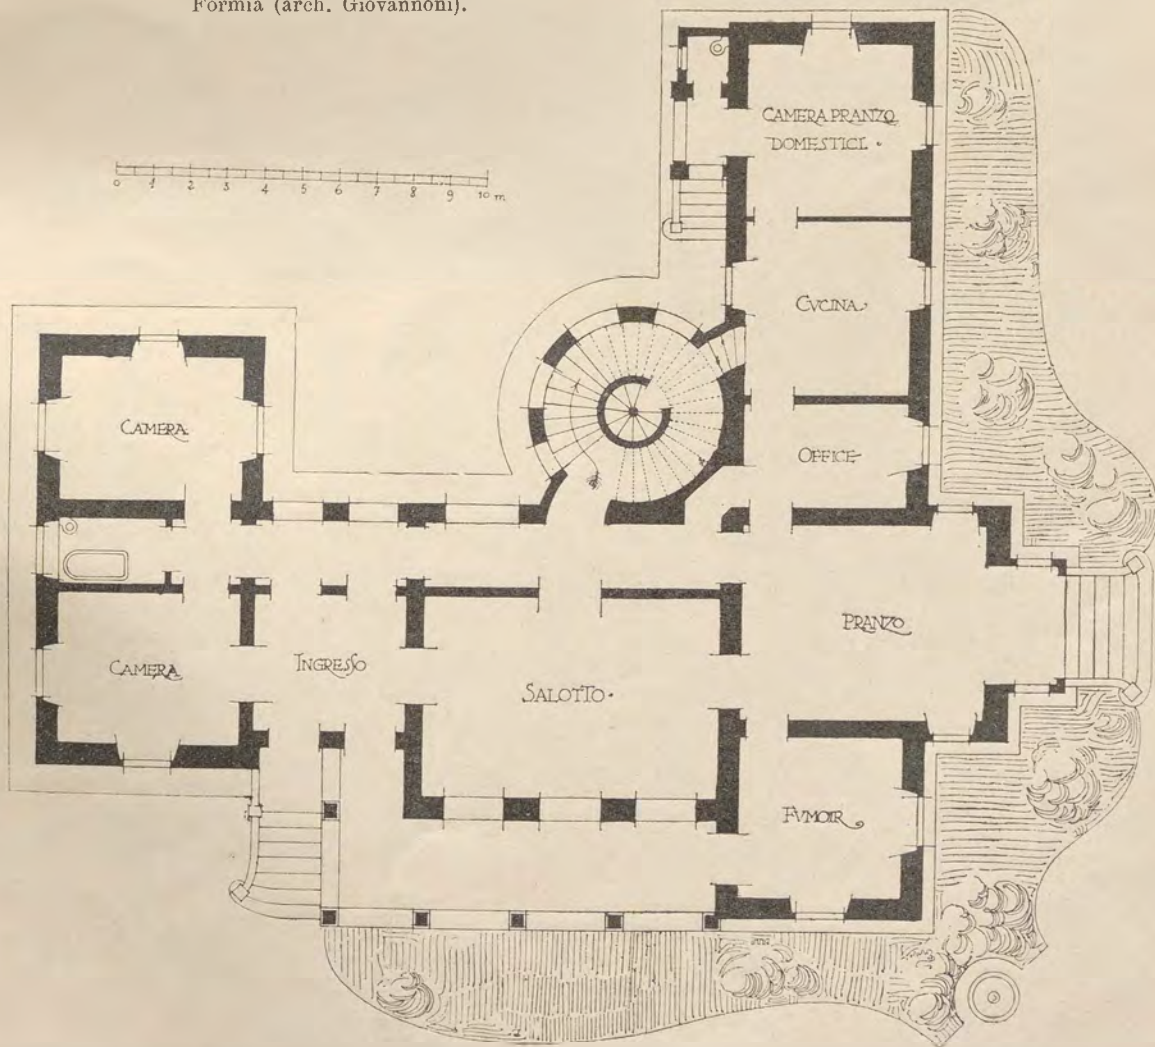 Formia (arch. Giovannoni).
0 1 2 3 4 5 6 7 8 9 10 m
CAMERA PRANZO
DOMESTICI.
CVCINA
OFFICE
CAMERA
CAMERA
INGRESSO
SALOTTO
PRANZO
FVMOIR